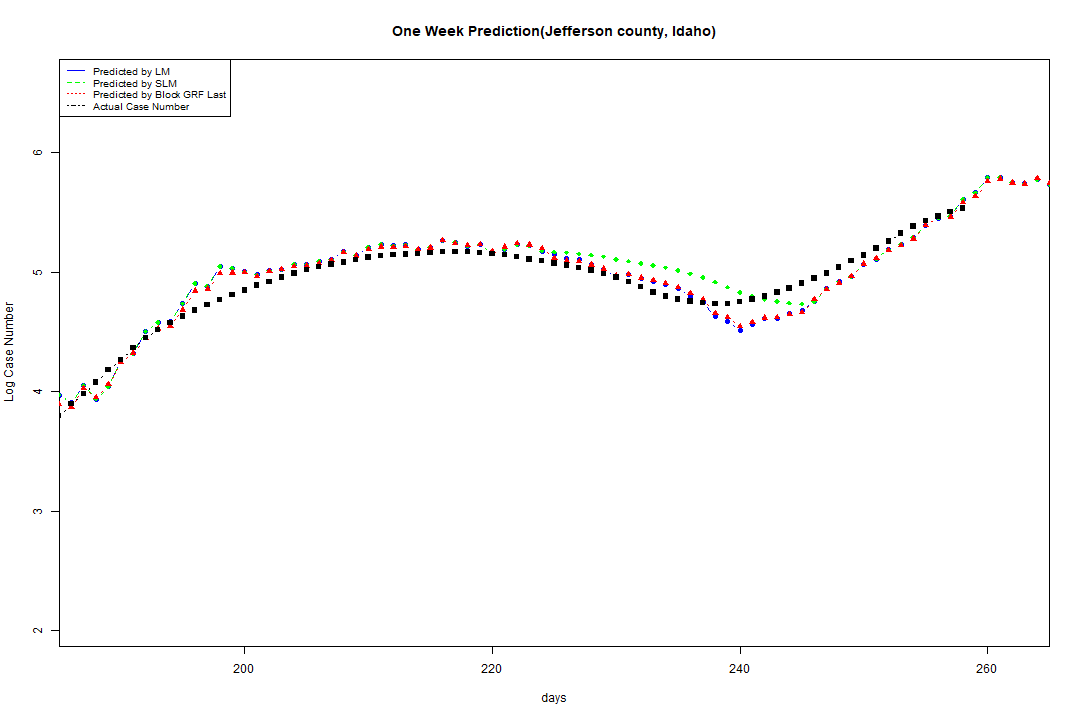 One Week Prediction(Jefferson county, Idaho)
Predicted by LM
Predicted by SLM
Predicted by Block GRF Last
Actual Case Number
6
5
4
3
2
Log Case Number
200 220 240 260
days